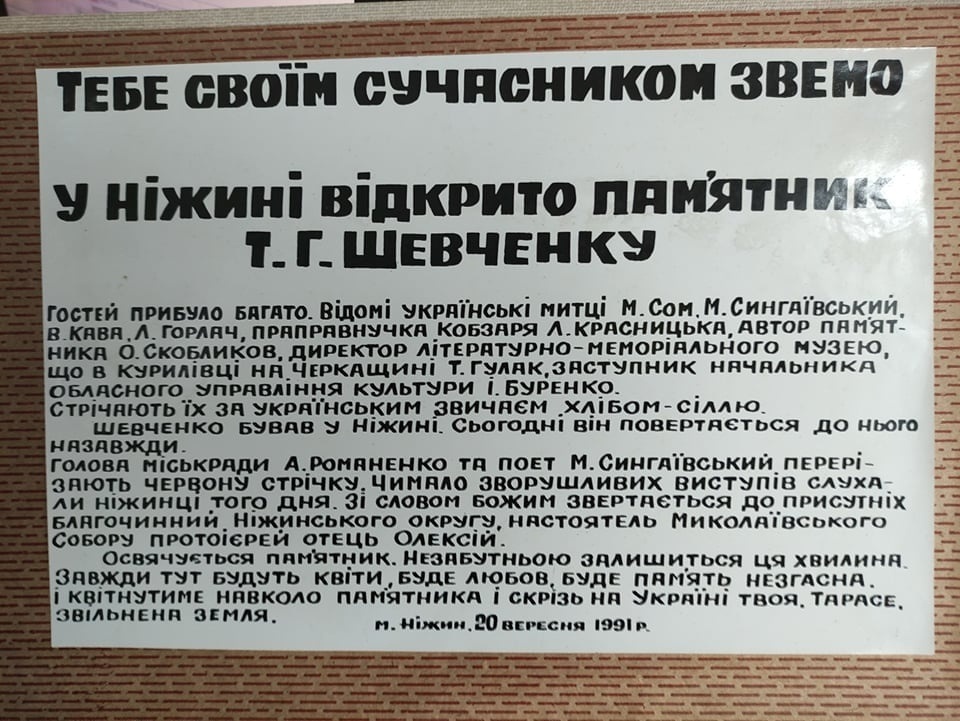 Тебе своїм сучасником звемо
У Ніжині відкрито пам'ятник
Т. Г. Шевченку
Гостей прибуло багато. Відомі українські митці М. Сом, М. Сингаївський,
В. Кава, Л. Горлач, праправнучка Кобзаря Л. Красницька, автор пам'ят-
ника О. Скобликов, директор літературно-меморіального музею,
що в Курилівці на Черкащині Т. Гулак, заступник начальника
обласного управління культури І. Буренко.
Стрічають їх за українським звичаєм хлібом-сіллю.
Шевченко бував у Ніжині. Сьогодні він повертається до нього
назавжди.
Голова міськради А. Романенко та поет М. Сингаївський перері-
зають червону стрічку. Чимало зворушливих виступів слуха-
ли ніжинці того дня. Зі словом Божим звертається до присутніх
благочинний Ніжинського округу, настоятель Миколаївського
Собору протоієрей отець Олексій.
Освячується пам'ятник. Незабутньою залишиться ця хвилина.
Завжди тут будуть квіти, буде любов, буде пам'ять незгасна.
І квітнутиме навколо пам'ятника і скрізь на Україні твоя, Тарасе,
звільнена земля.
м. Ніжин, 20 вересня 1991 р.